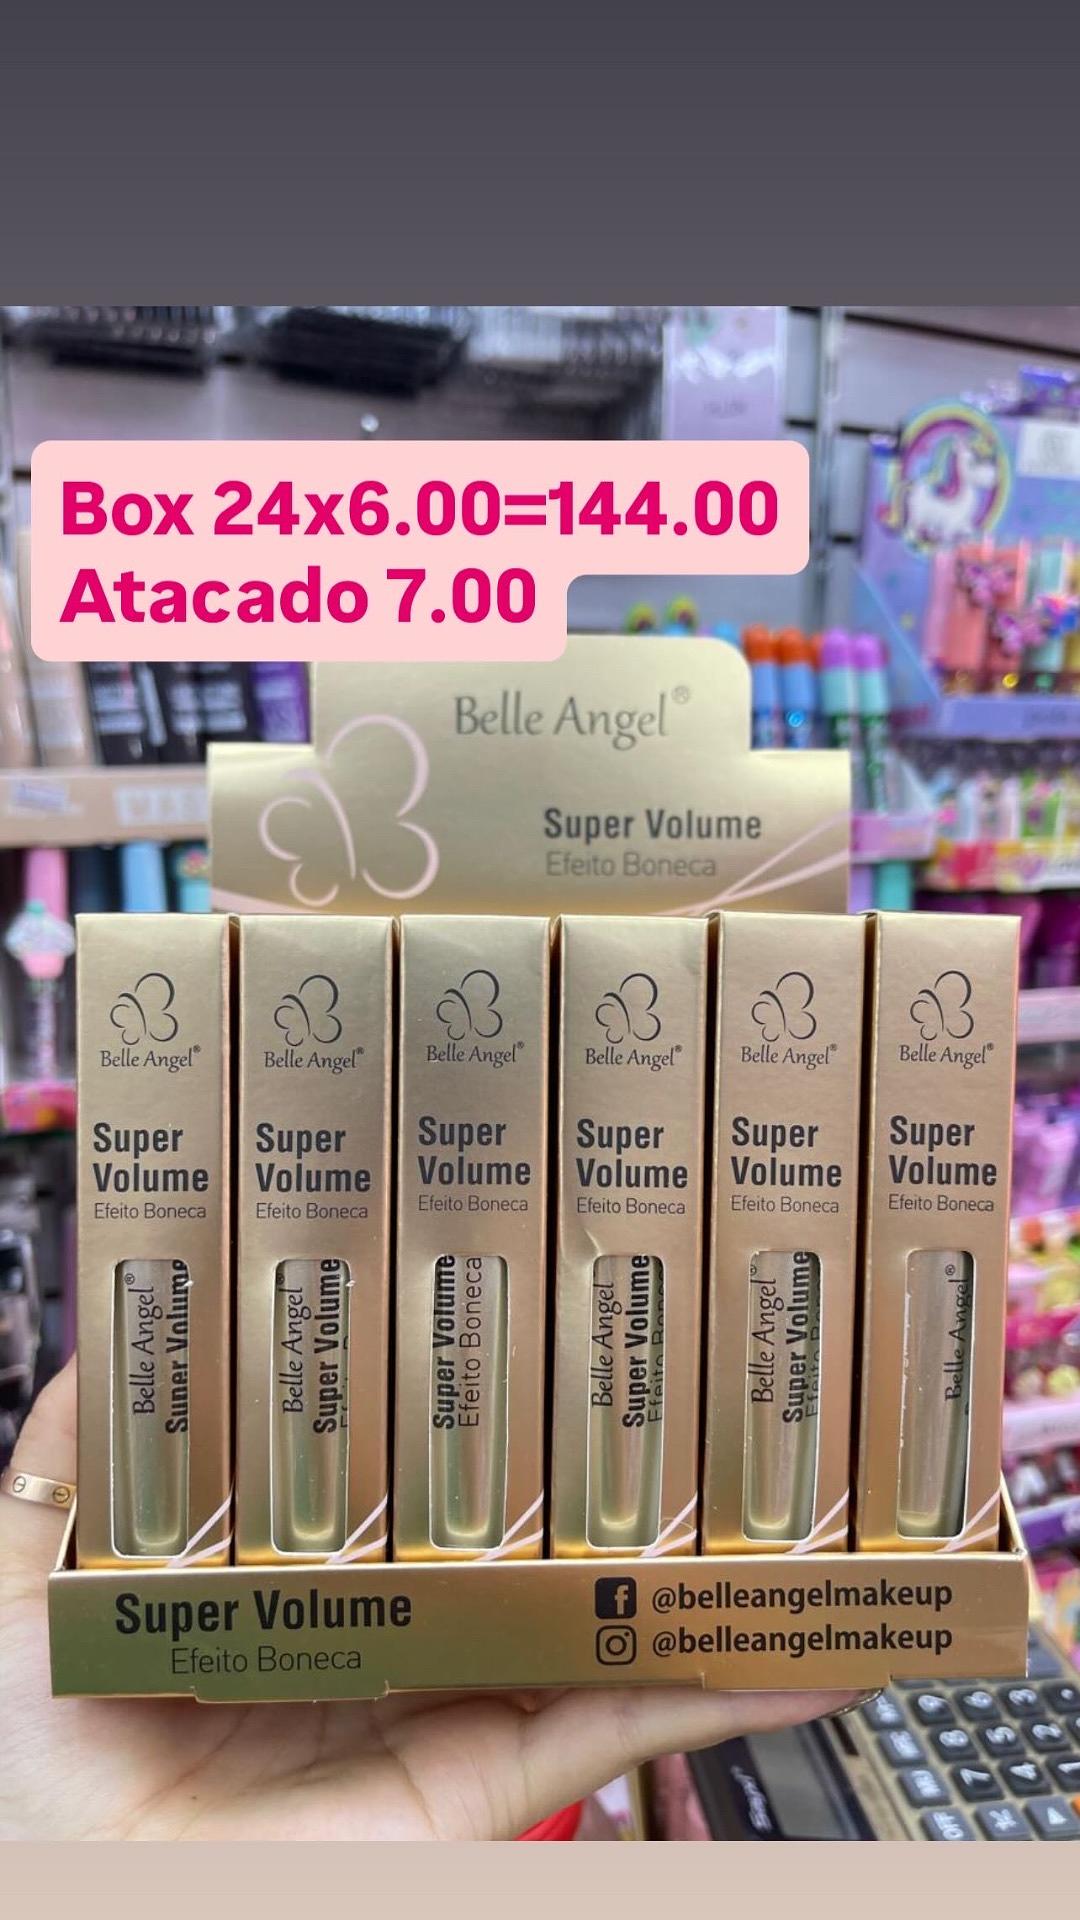 Box 24x6.00=144.00
Atacado 7.00
Belle Angel®
Super Volume
Efeito Boneca
Belle Angel®
Super
Volume
Efeito Boneca
Belle Angel®
Super Volume
Belle Angel®
Super
Volume
Efeito Boneca
Belle Angel®
Super Volume
Belle Angel®
Super
Volume
Efeito Boneca
Super Volume
Efeito Boneca
Belle Angel®
Super
Volume
Efeito Boneca
Belle Angel
Super Volume
Efeito Boneca
Belle Angel®
Super
Volume
Efeito Boneca
Belle Angel®
Super Volume
Efeito Boneca
Belle Angel®
Super
Volume
Efeito Boneca
Belle Angel®
Super Volume
Efeito Boneca
@belleangelmakeup
@belleangelmakeup